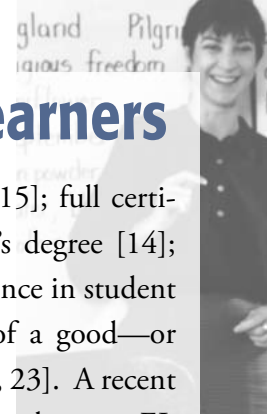 gland Pilgri
igious freedom
earners
15]; full certi-
's degree [14];
nce in student
of a good—or
, 23]. A recent